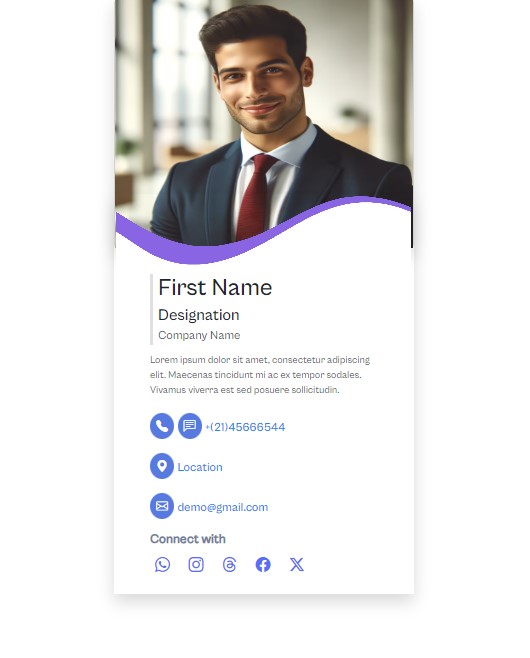 First Name
Designation
Company Name
Lorem ipsum dolor sit amet, consectetur adipiscing
elit. Maecenas tincidunt mi ac ex tempor sodales.
Vivamus viverra est sed posuere sollicitudin.
+(21)45666544
Location
demo@gmail.com
Connect with